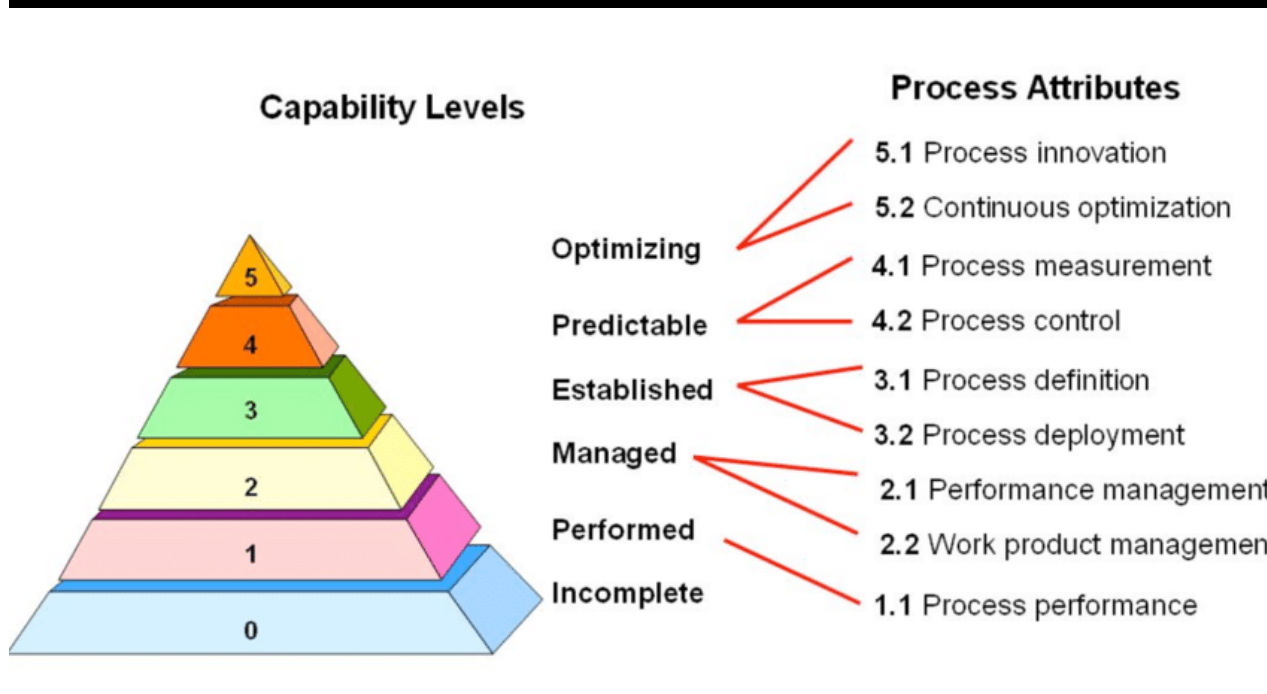 Capability Levels
5
4
3
2
1
0
Optimizing
Predictable
Established
Managed
Performed
Incomplete
Process Attributes
5.1 Process innovation
5.2 Continuous optimization
4.1 Process measurement
4.2 Process control
3.1 Process definition
3.2 Process deployment
2.1 Performance management
2.2 Work product managemen
1.1 Process performance